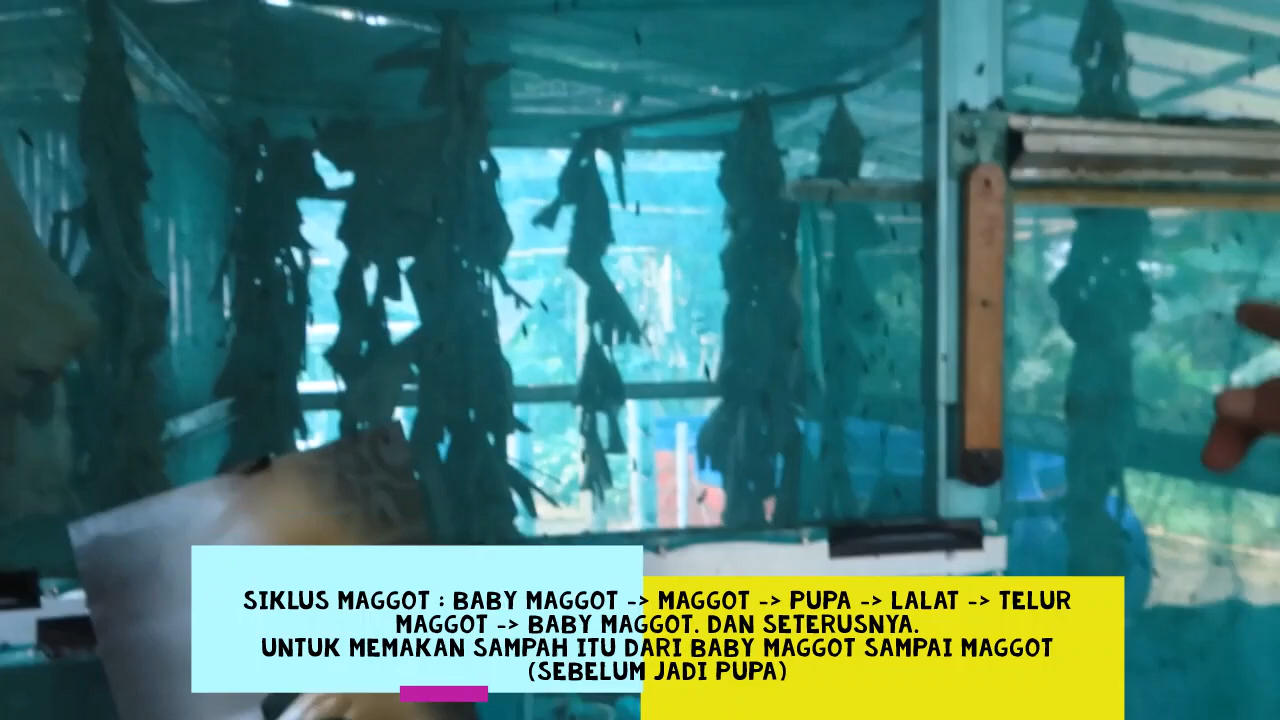 SIKLUS MAGGOT : BABY MAGGOT -> MAGGOT -> PUPA -> LALAT -> TELUR
MAGGOT -> BABY MAGGOT. DAN SETERUSNYA.
UNTUK MEMAKAN SAMPAH ITU DARI BABY MAGGOT SAMPAI MAGGOT
(SEBELUM JADI PUPA)